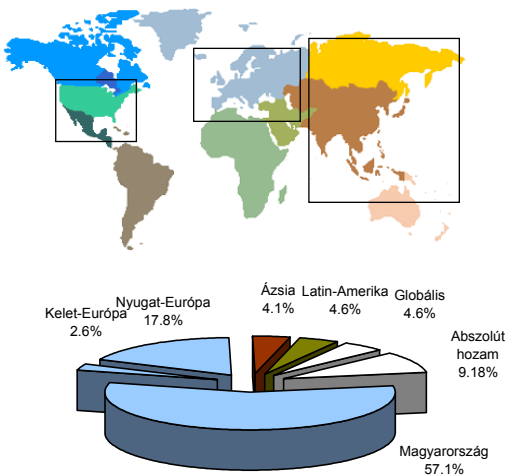 Ázsia
4.1%
Latin-Amerika
4.6%
Globális
4.6%
Nyugat-Európa
17.8%
Kelet-Európa
2.6%
Abszolút
hozam
9.18%
Magyarország
57.1%